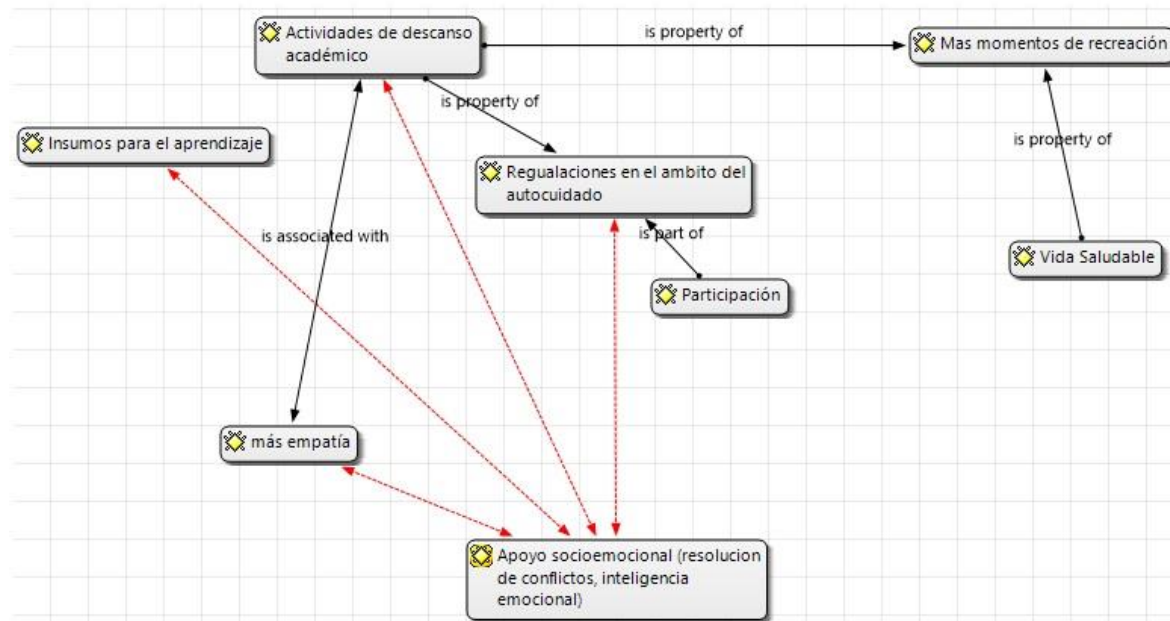 Actividades de descanso
académico
is property of
Mas momentos de recreación
is property of
Insumos para el aprendizaje
is property of
Regualaciones en el ambito del
autocuidado
is associated with
is part of
Vida Saludable
Participación
más empatía
Apoyo socioemocional (resolucion
de conflictos, inteligencia
emocional)